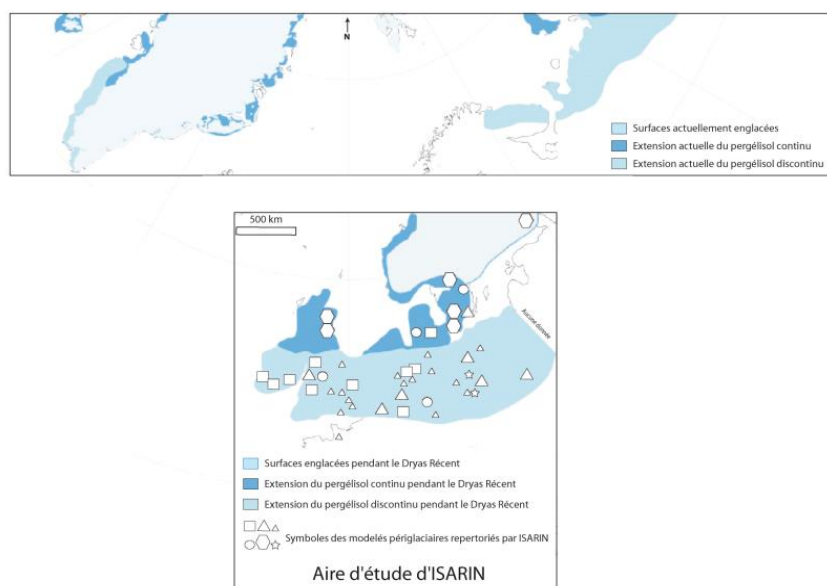 N
Surfaces actuellement englacées
Extension actuelle du pergélisol continu
Extension actuelle du pergélisol discontinu
500 km
Aucune donnée
Surfaces englacées pendant le Dryas Récent
Extension du pergélisol continu pendant le Dryas Récent
Extension du pergélisol discontinu pendant le Dryas Récent
Symboles des modelés périglaciaires repertoriés par ISARIN
Aire d'étude d'ISARIN